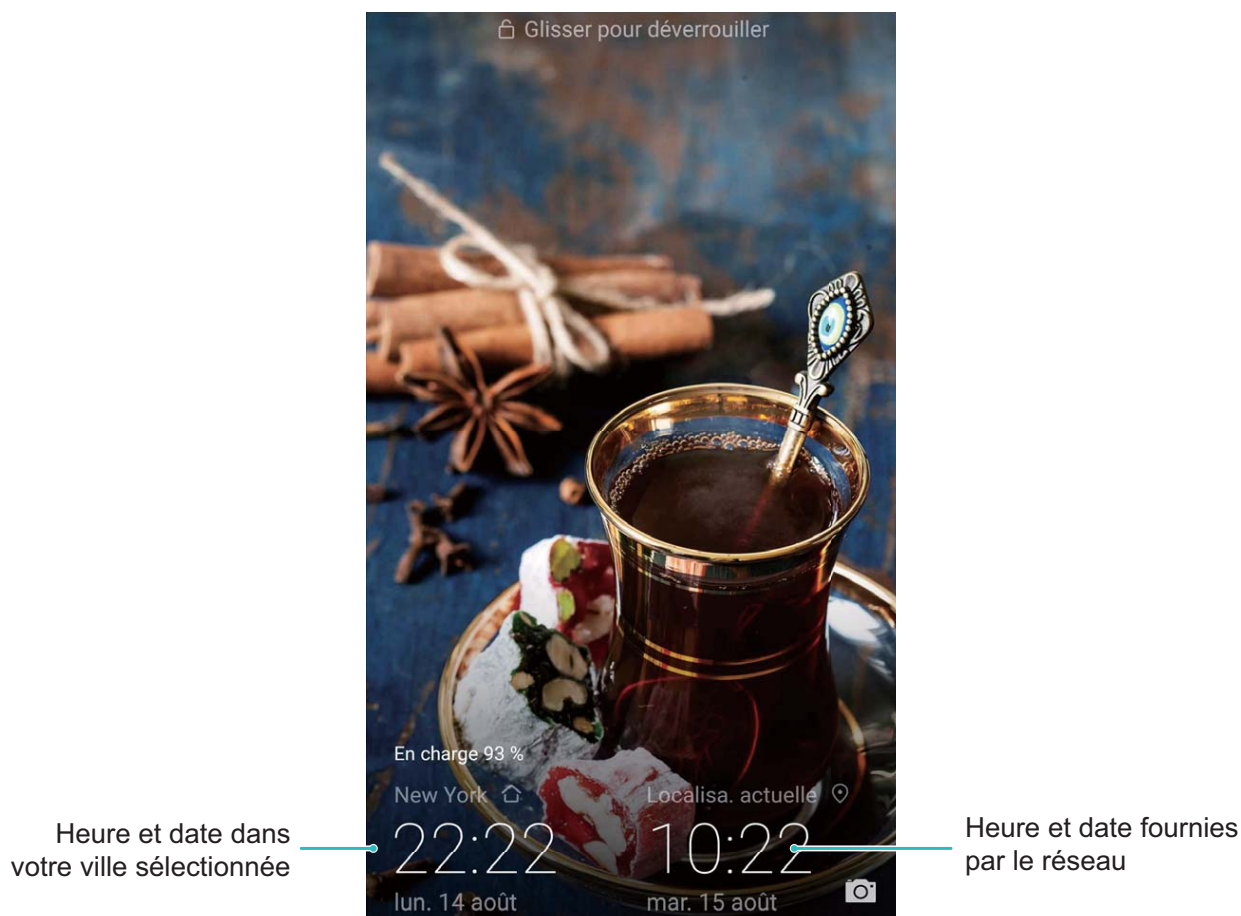 Glisser pour déverrouiller
En charge 93 %
New York
Localisa. actuelle
22:22
10:22
lun. 14 août
mar. 15 août
Heure et date dans
votre ville sélectionnée
Heure et date fournies
par le réseau